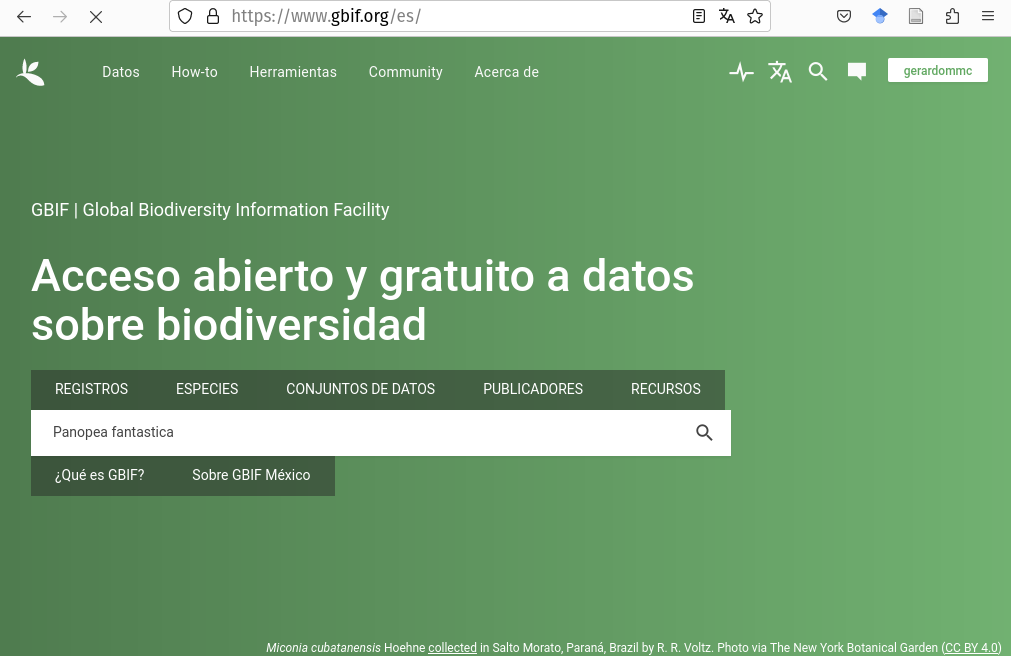 https://www.gbif.org/es/
Datos How-to Herramientas Community Acerca de gerardommc
GBIF | Global Biodiversity Information Facility
Acceso abierto y gratuito a datos
sobre biodiversidad
REGISTROS ESPECIES CONJUNTOS DE DATOS PUBLICADORES RECURSOS
Panopea fantastica
¿Qué es GBIF? Sobre GBIF México
Miconia cubatanensis Hoehne collected in Salto Morato, Paraná, Brazil by R. R. Voltz. Photo via The New York Botanical Garden (CC BY 4.0)